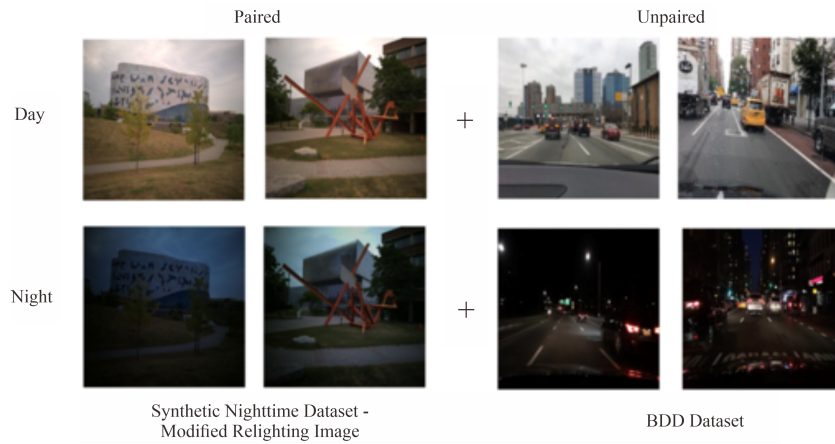 Paired
Unpaired
Day
+
Night
+
Synthetic Nighttime Dataset -
Modified Relighting Image
BDD Dataset